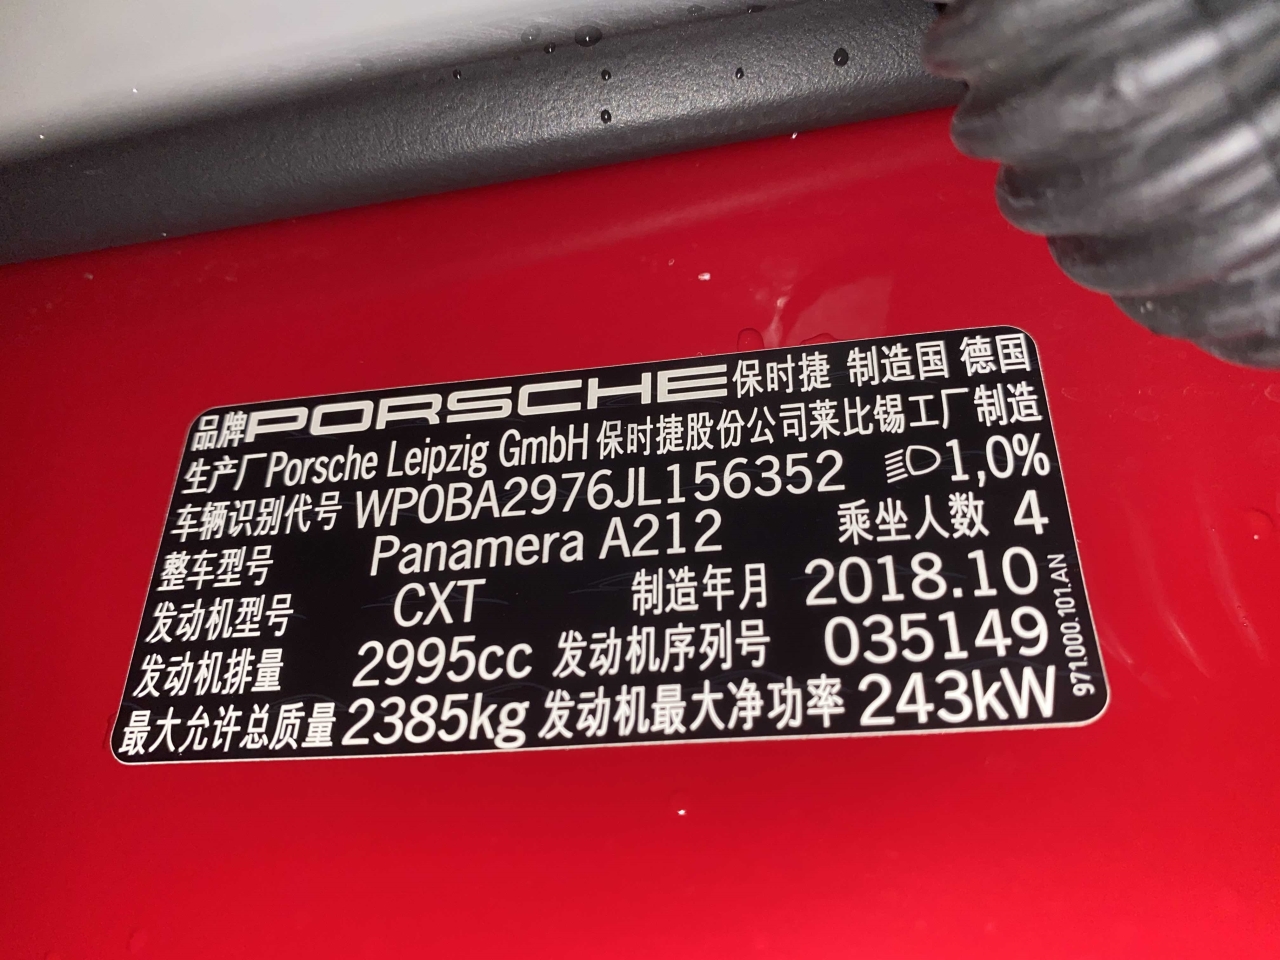 品牌PORSCHE保时捷 制造国 德国
生产厂Porsche Leipzig GmbH 保时捷股份公司莱比锡工厂制造
车辆识别代号 WP0BA2976JL156352 1,0%
整车型号 Panamera A212 乘坐人数 4
发动机型号 CXT 制造年月 2018.10
发动机排量 2995cc 发动机序列号 035149
最大允许总质量 2385kg 发动机最大净功率 243kW
971.000.101.AN